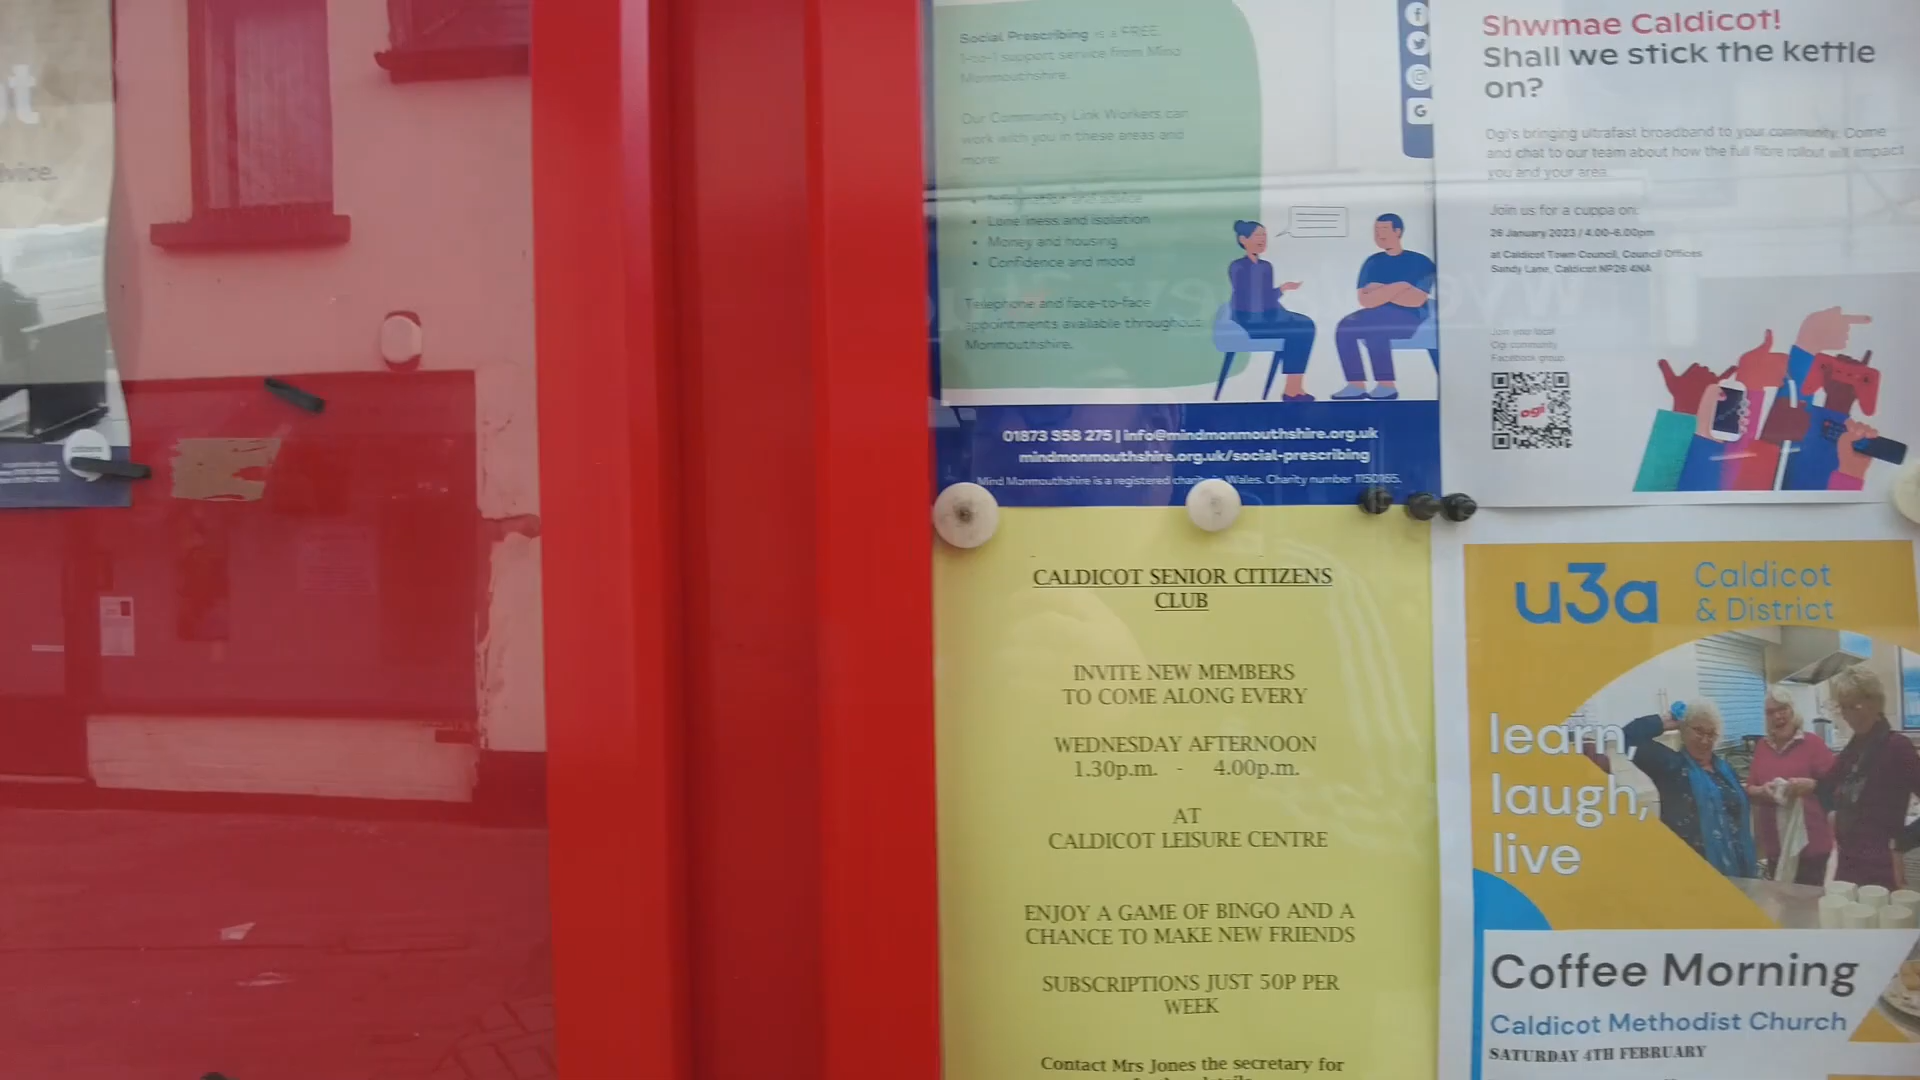 vice.
Social Prescribing is a FREE,
1-to-1 support service from Mind
Monmouthshire.
Our Community Link Workers can
work with you in these areas and
more:
and advice
Loneliness and isolation
Money and housing
Confidence and mood
Telephone and face-to-face
appointments available throughout
Monmouthshire.
01873 958 275 | info@mindmonmouthshire.org.uk
mindmonmouthshire.org.uk/social-prescribing
Mind Monmouthshire is a registered charity in Wales. Charity number 1150165.
Shwmae Caldicot!
Shall we stick the kettle
on?
Ogi's bringing ultrafast broadband to your community. Come
and chat to our team about how the full fibre rollout will impact
you and your area.
Join us for a cuppa on:
26 January 2023 / 4.00-6.00pm
at Caldicot Town Council, Council Offices
Sandy Lane, Caldicot NP26 4NA
Join your local
Ogi community
Facebook group
ogi
CALDICOT SENIOR CITIZENS
CLUB
INVITE NEW MEMBERS
TO COME ALONG EVERY
WEDNESDAY AFTERNOON
1.30p.m. - 4.00p.m.
AT
CALDICOT LEISURE CENTRE
ENJOY A GAME OF BINGO AND A
CHANCE TO MAKE NEW FRIENDS
SUBSCRIPTIONS JUST 50P PER
WEEK
Contact Mrs Jones the secretary for
u3a Caldicot
& District
learn,
laugh,
live
Coffee Morning
Caldicot Methodist Church
SATURDAY 4TH FEBRUARY